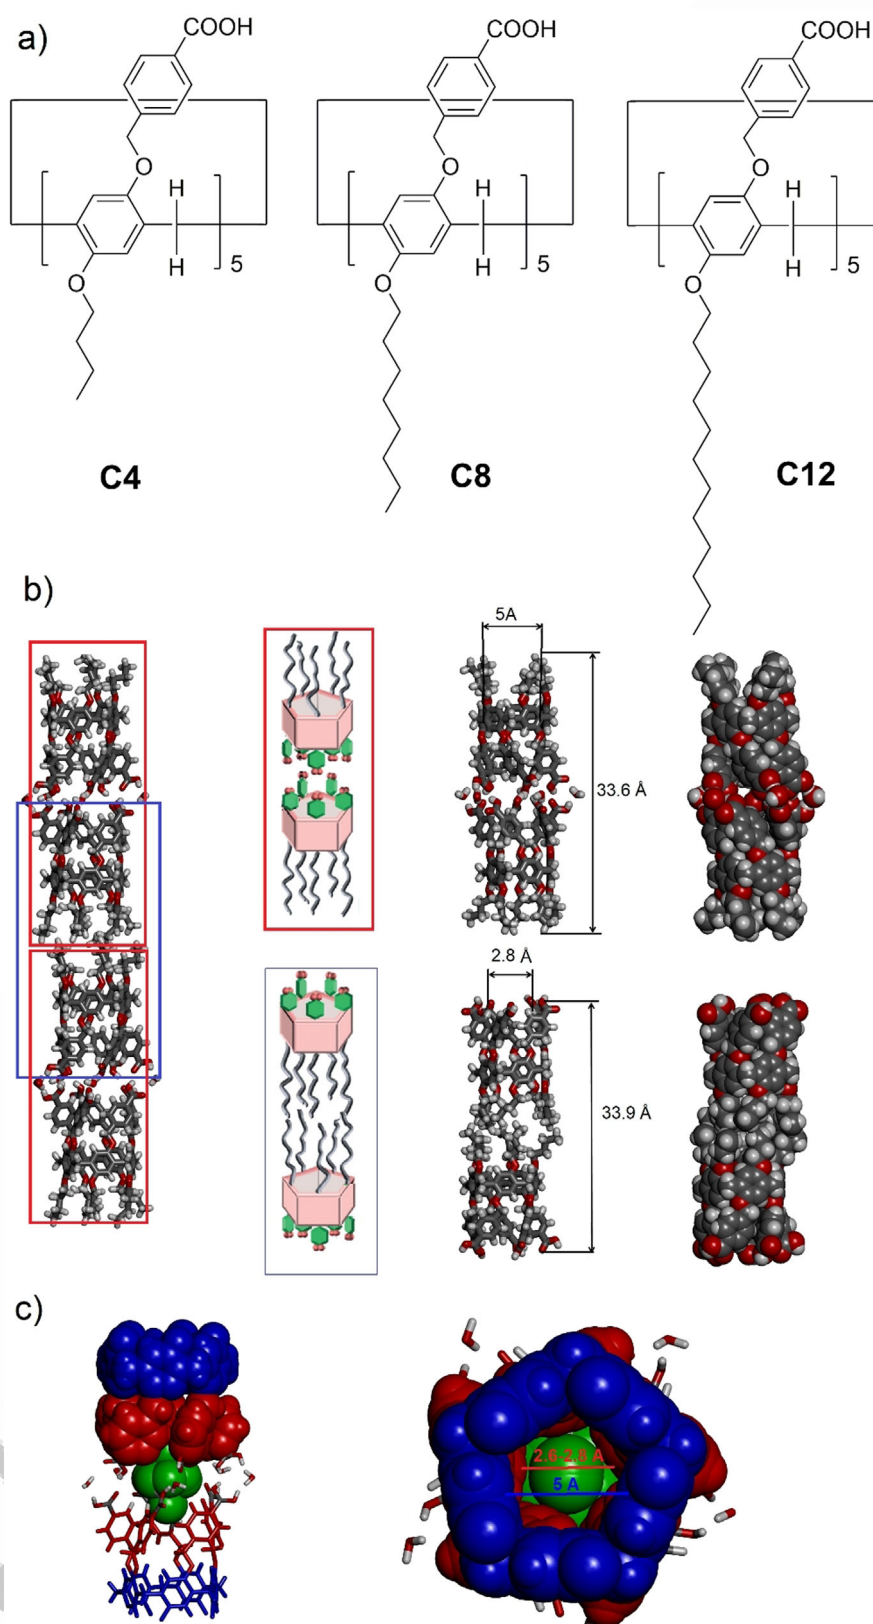 a)
COOH
COOH
COOH
O
O
O
H
H
H
H
H
H
5
5
5
O
O
O
C4
C8
C12
b)
5A
33.6 Å
2.8 Å
33.9 Å
c)
2.6-2.8 Å
5 A